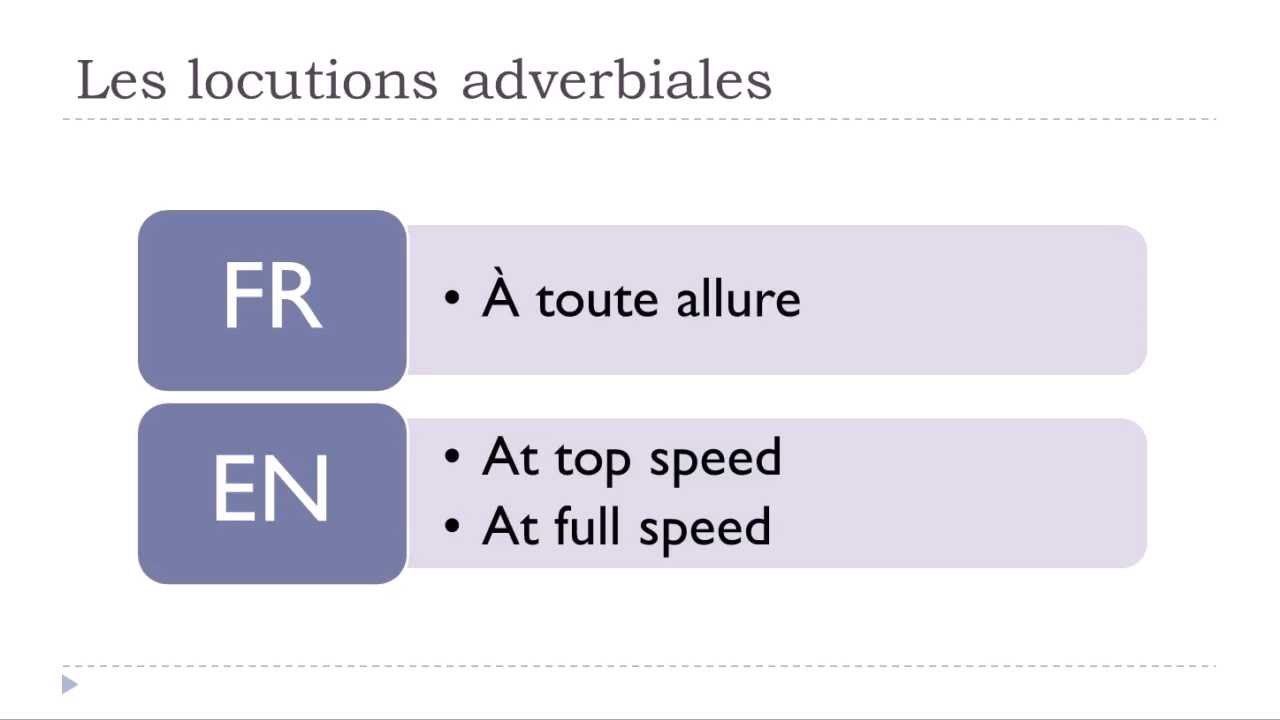 Les locutions adverbiales
FR
• À toute allure
EN
• At top speed
• At full speed